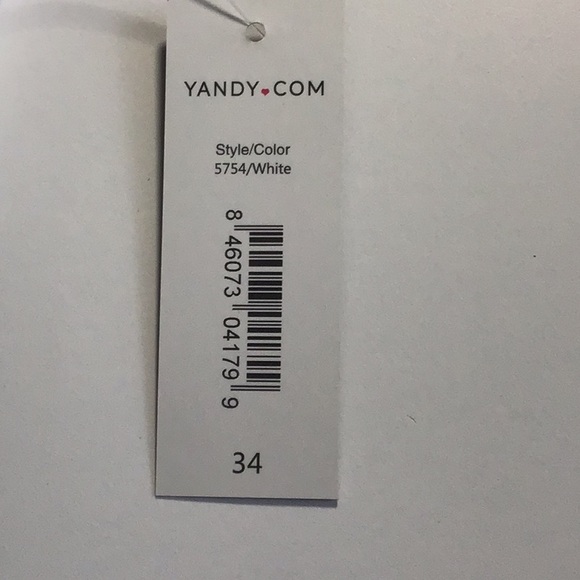 YANDY♥COM
Style/Color
5754/White
8 46073 04179 9
34